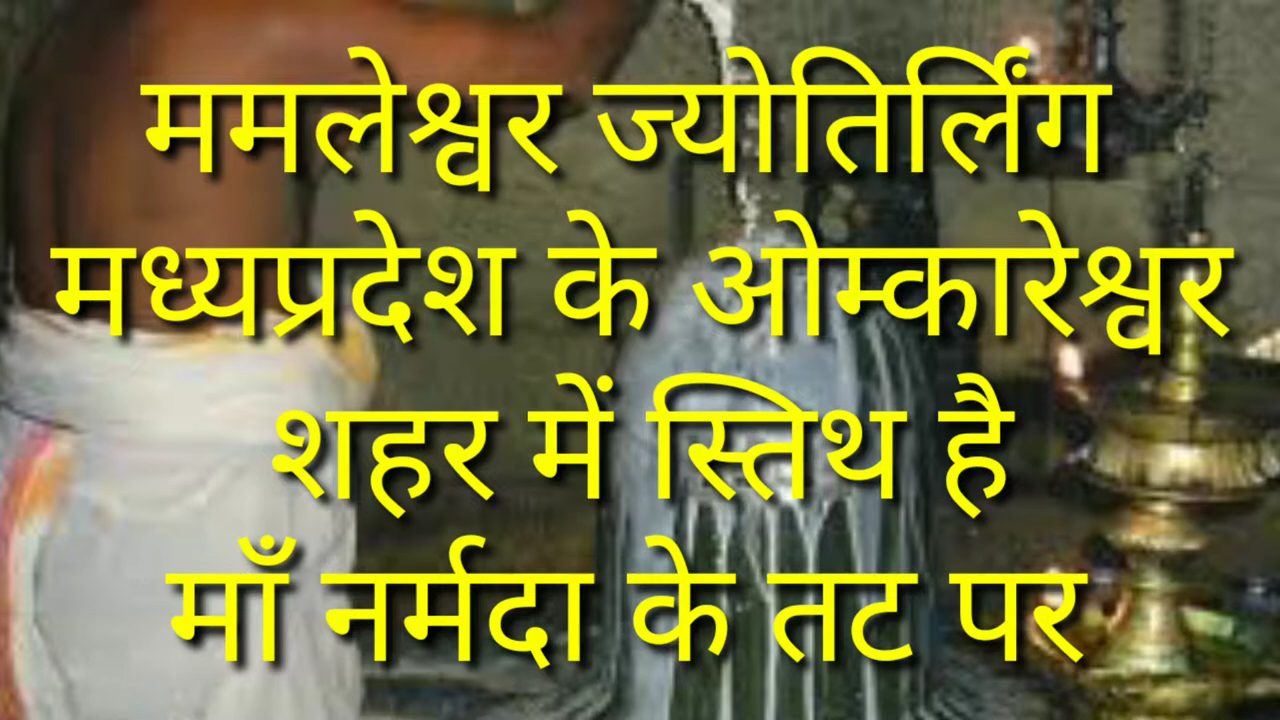 ममलेश्वर ज्योतिर्लिंग
मध्यप्रदेश के ओम्कारेश्वर
शहर में स्तिथ है
माँ नर्मदा के तट पर